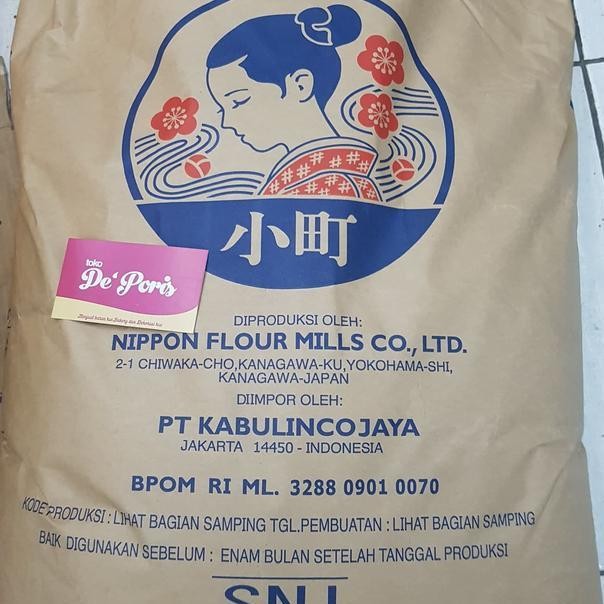 小町
toko
De'Poris
DIPRODUKSI OLEH:
NIPPON FLOUR MILLS CO., LTD.
2-1 CHIWAKA-CHO,KANAGAWA-KU,YOKOHAMA-SHI,
KANAGAWA-JAPAN
DIIMPOR OLEH:
PT KABULINCO JAYA
JAKARTA 14450 - INDONESIA
BPOM RI ML. 3288 0901 0070
KODE PRODUKSI : LIHAT BAGIAN SAMPING TGL.PEMBUATAN : LIHAT BAGIAN SAMPING
BAIK DIGUNAKAN SEBELUM : ENAM BULAN SETELAH TANGGAL PRODUKSI